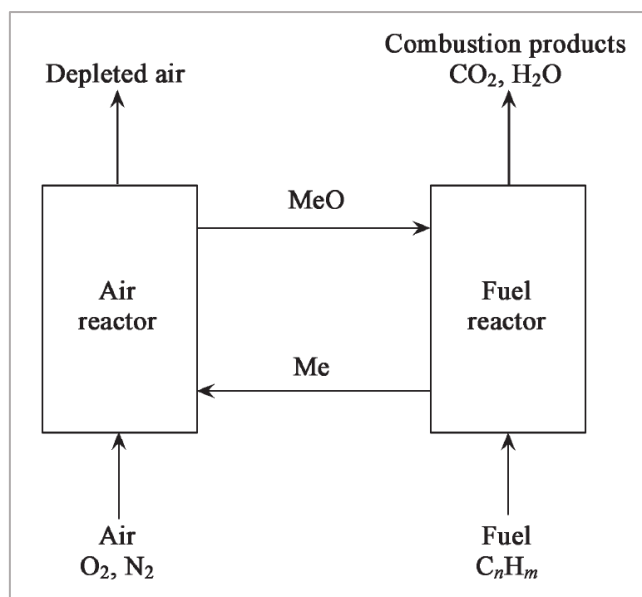 Depleted air
Combustion products
CO₂, H₂O
MeO
Air
reactor
Fuel
reactor
Me
Air
O₂, N₂
Fuel
CₙHₘ